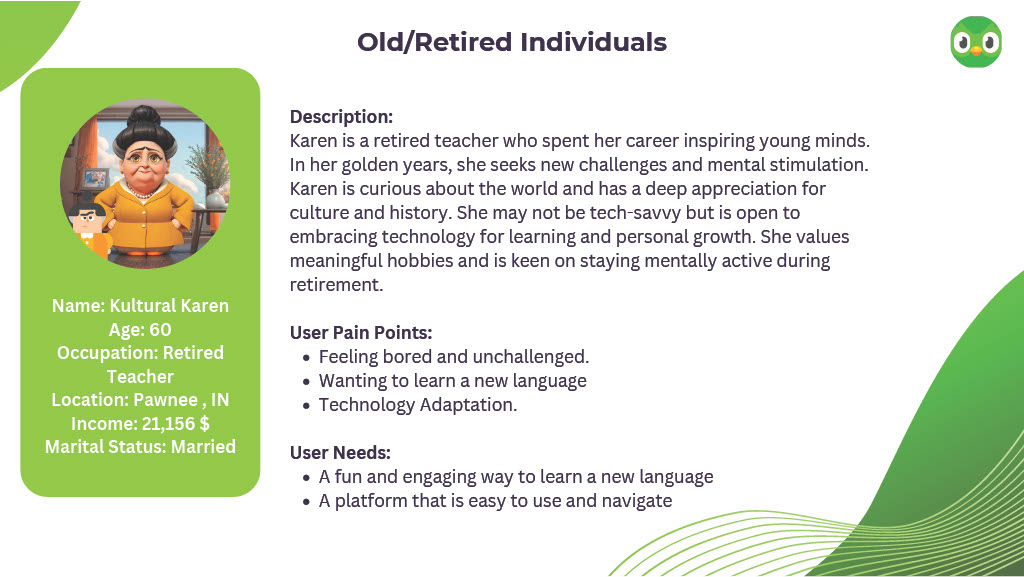 Old/Retired Individuals
Name: Kultural Karen
Age: 60
Occupation: Retired
Teacher
Location: Pawnee , IN
Income: 21,156 $
Marital Status: Married
Description:
Karen is a retired teacher who spent her career inspiring young minds.
In her golden years, she seeks new challenges and mental stimulation.
Karen is curious about the world and has a deep appreciation for
culture and history. She may not be tech-savvy but is open to
embracing technology for learning and personal growth. She values
meaningful hobbies and is keen on staying mentally active during
retirement.
User Pain Points:
• Feeling bored and unchallenged.
• Wanting to learn a new language
• Technology Adaptation.
User Needs:
• A fun and engaging way to learn a new language
• A platform that is easy to use and navigate